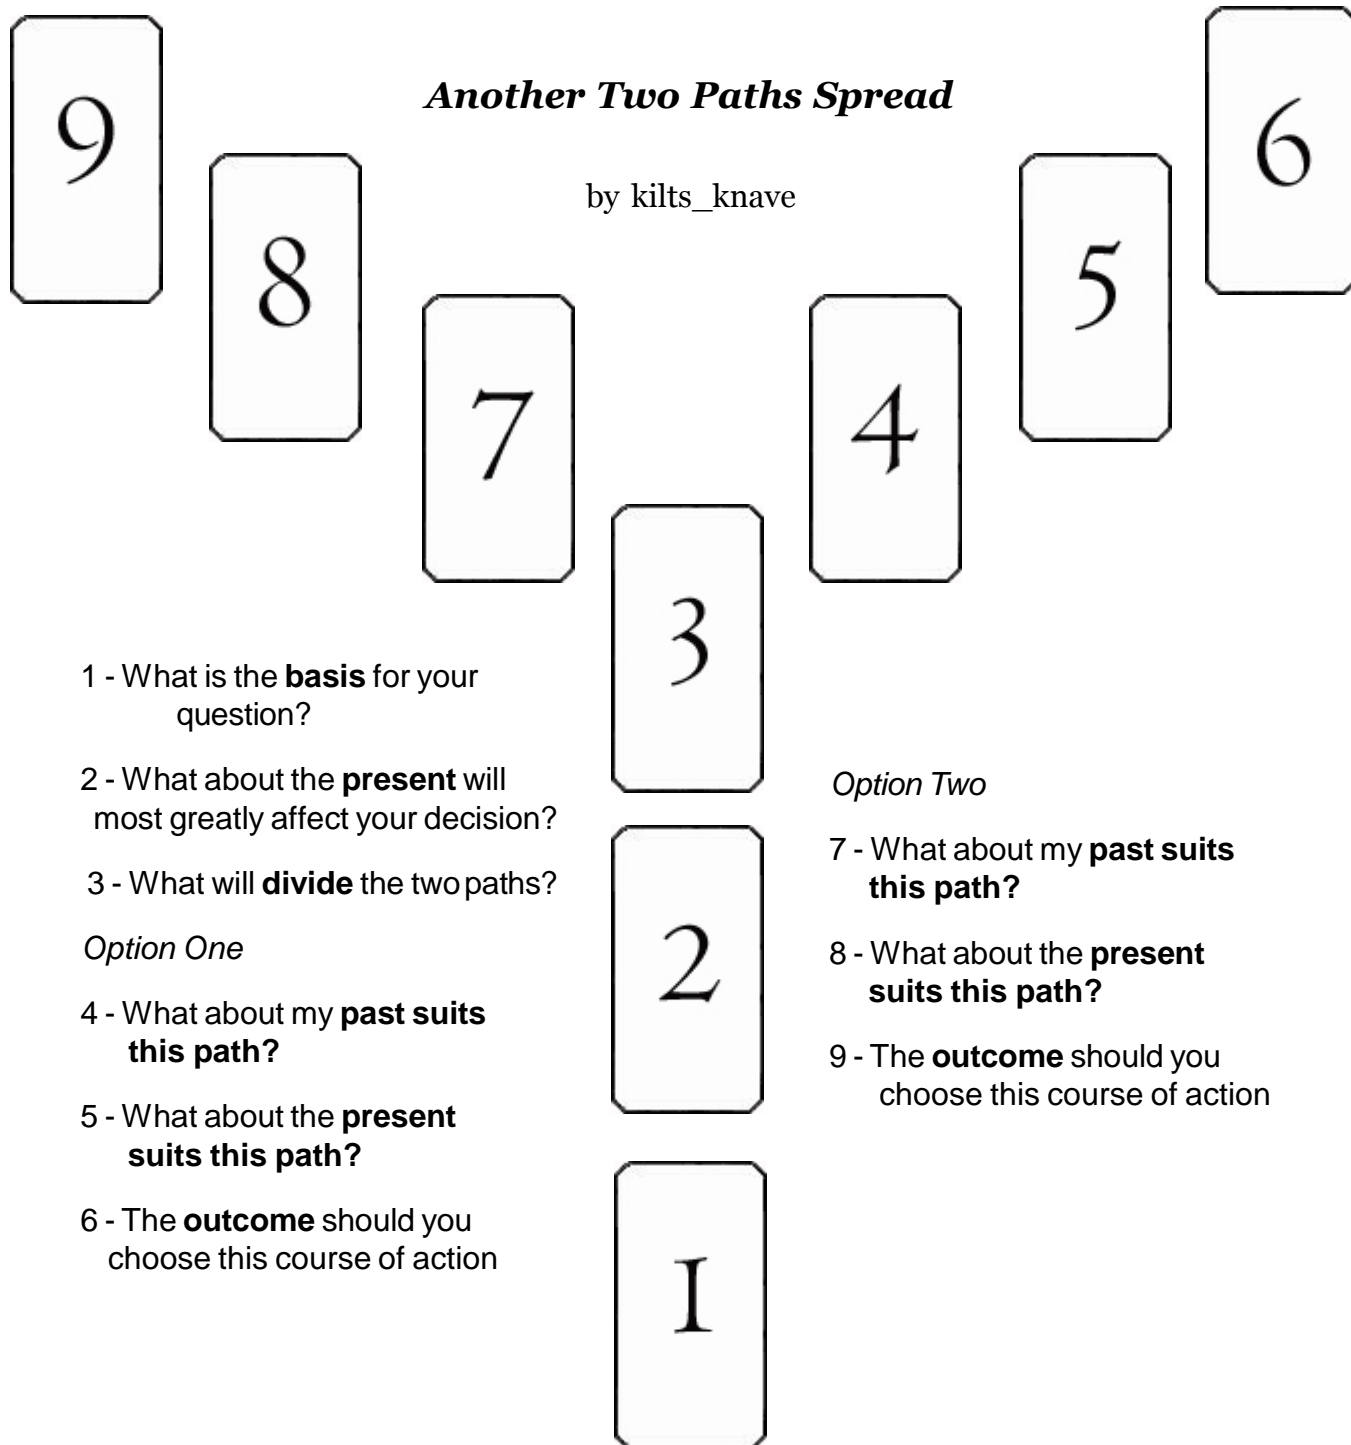 Another Two Paths Spread
by kilts_knave
9
8
7
6
5
4
3
2
1
1 - What is the basis for your
question?
2 - What about the present will
most greatly affect your decision?
3 - What will divide the two paths?
Option One
4 - What about my past suits
this path?
5 - What about the present
suits this path?
6 - The outcome should you
choose this course of action
Option Two
7 - What about my past suits
this path?
8 - What about the present
suits this path?
9 - The outcome should you
choose this course of action